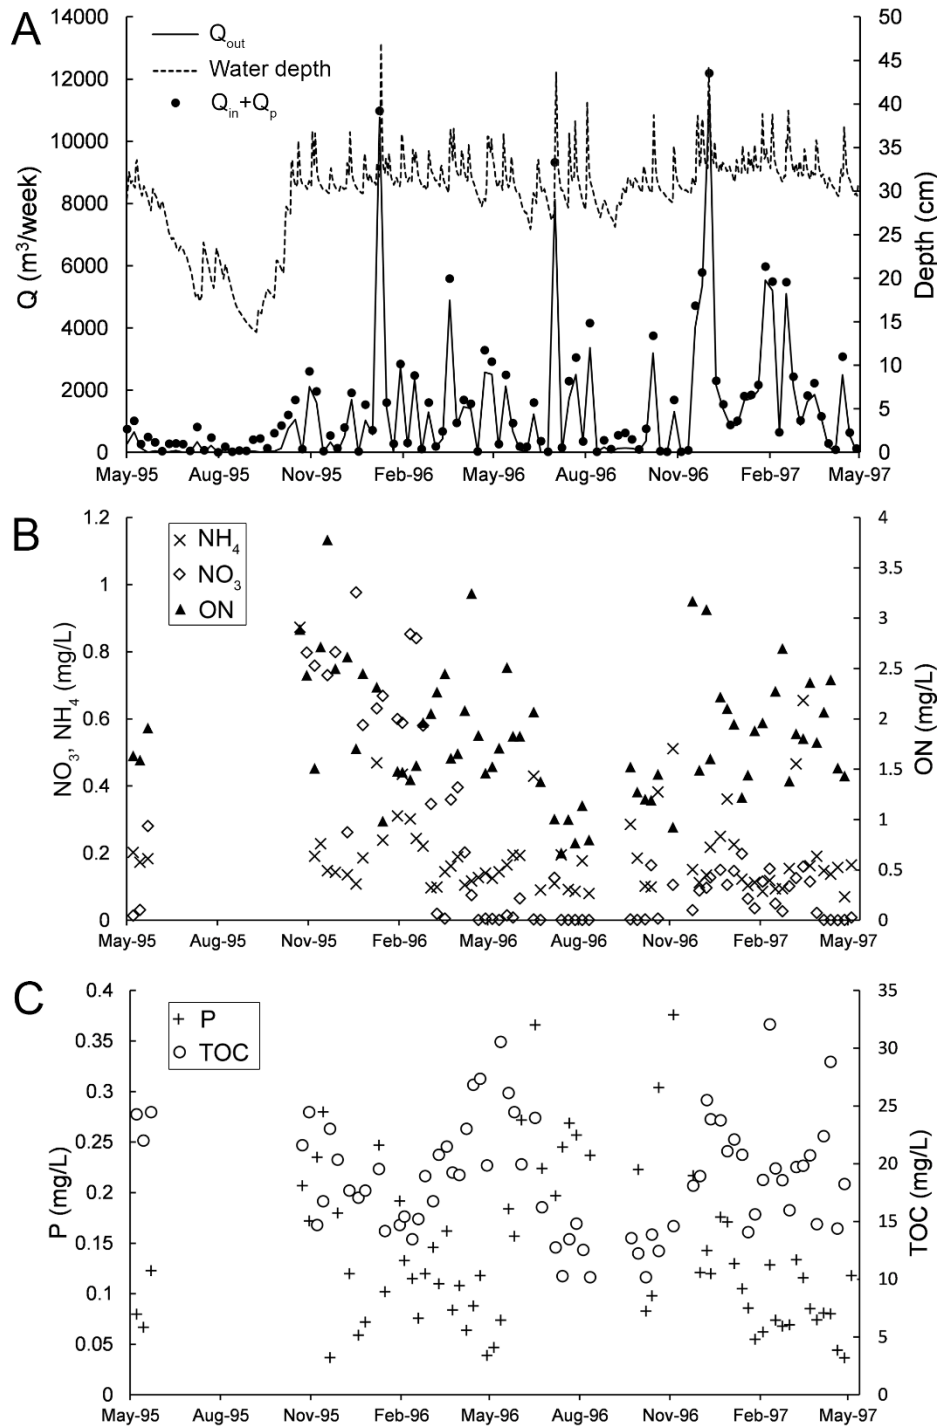 A
Q_out
Water depth
Q_in+Q_p
14000
12000
10000
8000
6000
4000
2000
0
Q (m³/week)
50
45
40
35
30
25
20
15
10
5
0
Depth (cm)
May-95 Aug-95 Nov-95 Feb-96 May-96 Aug-96 Nov-96 Feb-97 May-97
B
NH₄
NO₃
ON
1.2
1
0.8
0.6
0.4
0.2
0
NO₃, NH₄ (mg/L)
4
3.5
3
2.5
2
1.5
1
0.5
0
ON (mg/L)
May-95 Aug-95 Nov-95 Feb-96 May-96 Aug-96 Nov-96 Feb-97 May-97
C
P
TOC
0.4
0.35
0.3
0.25
0.2
0.15
0.1
0.05
0
P (mg/L)
35
30
25
20
15
10
5
0
TOC (mg/L)
May-95 Aug-95 Nov-95 Feb-96 May-96 Aug-96 Nov-96 Feb-97 May-97